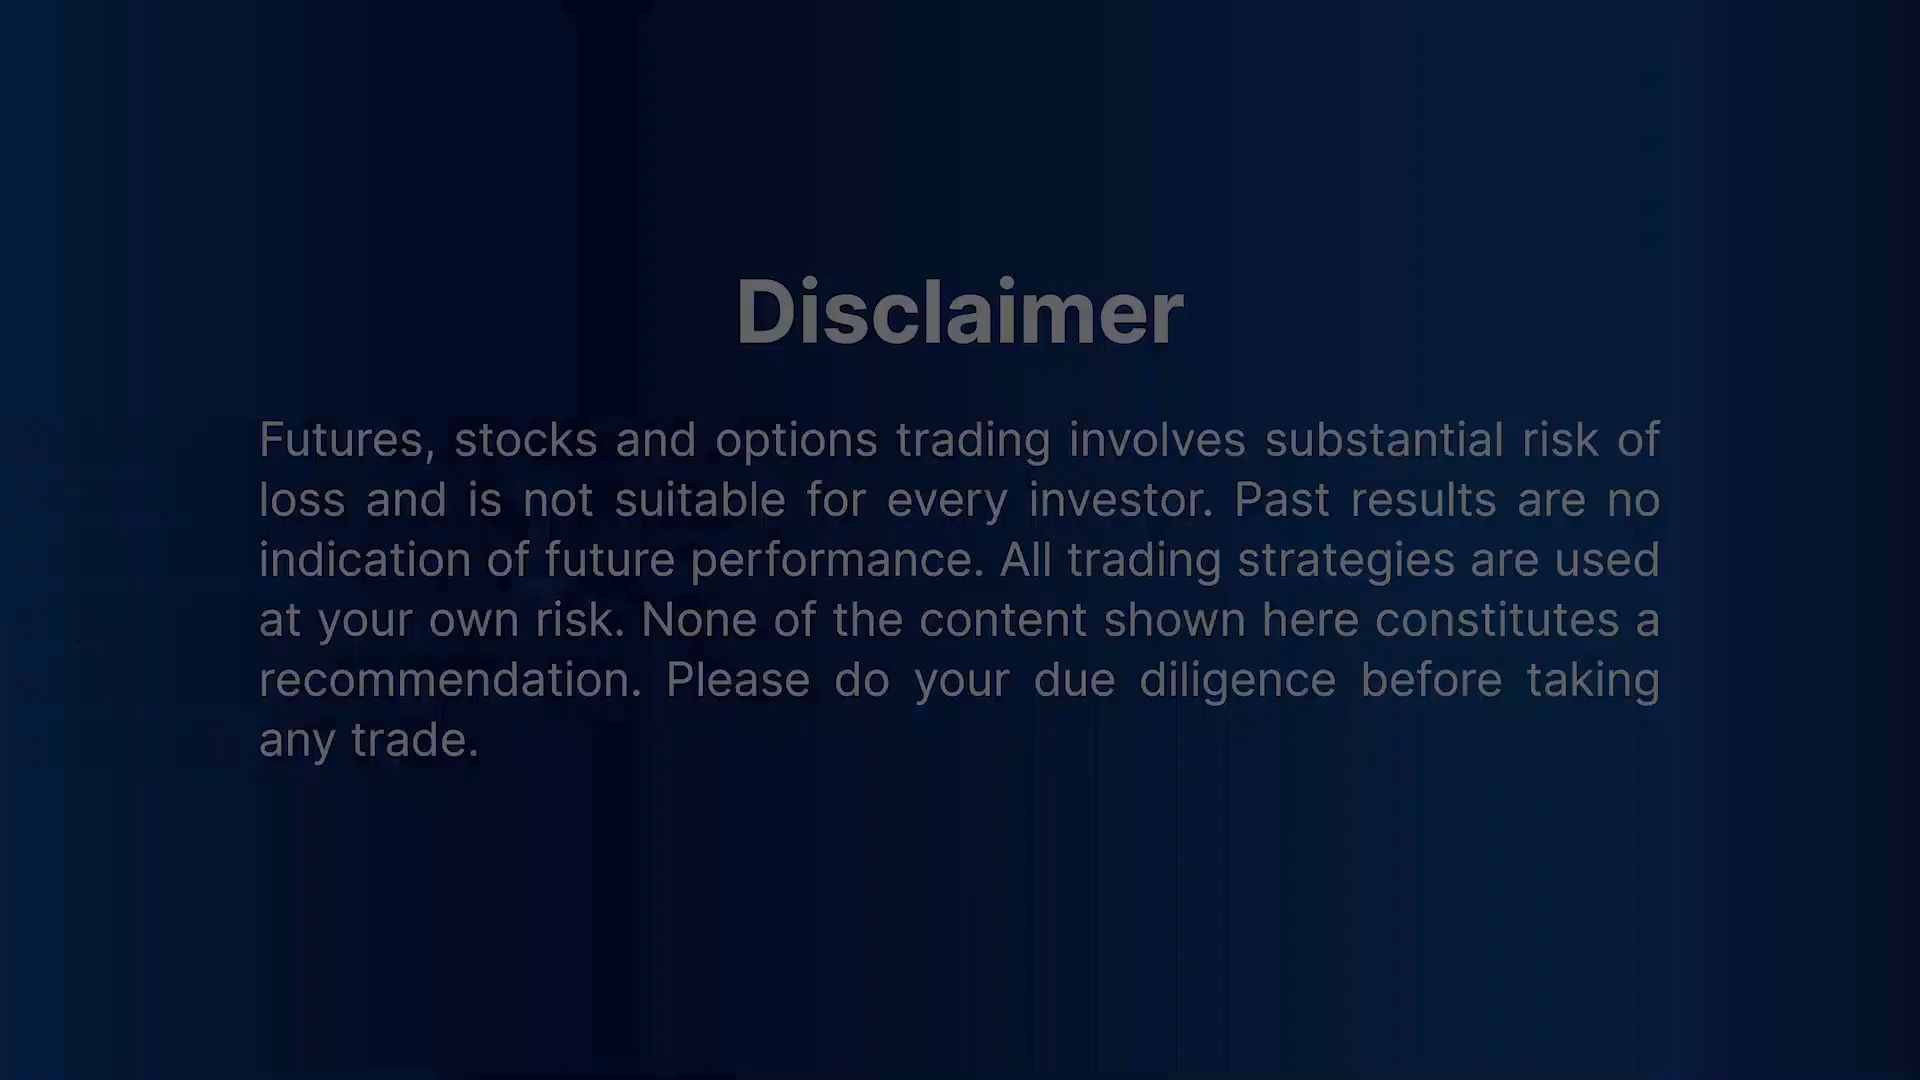 Disclaimer
Futures, stocks and options trading involves substantial risk of
loss and is not suitable for every investor. Past results are no
indication of future performance. All trading strategies are used
at your own risk. None of the content shown here constitutes a
recommendation. Please do your due diligence before taking
any trade.